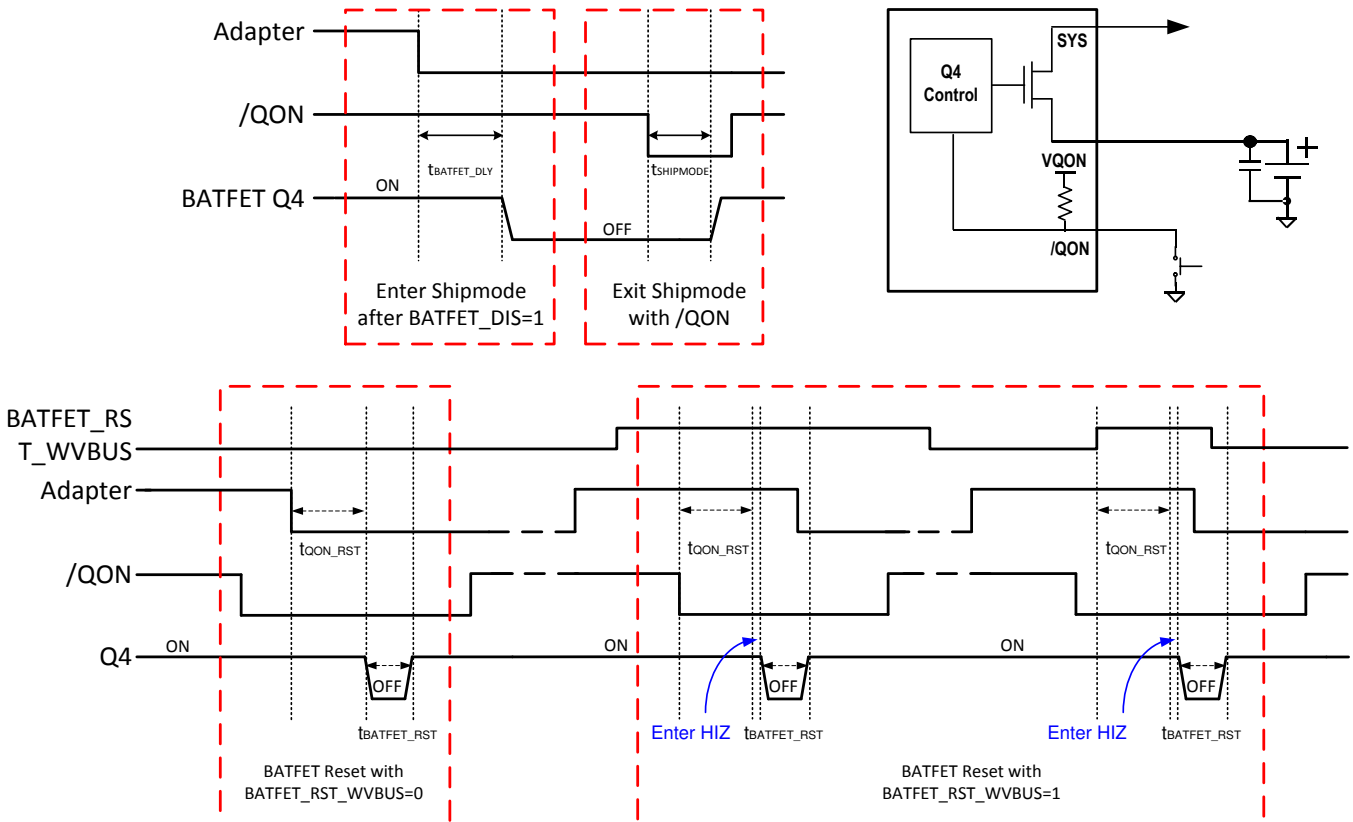 Adapter
/QON
tBATFET_DLY
tSHIPMODE
ON
BATFET Q4
OFF
Enter Shipmode
after BATFET_DIS=1
Exit Shipmode
with /QON
SYS
Q4
Control
VQON
+
/QON
BATFET_RS
T_WVBUS
Adapter
tQON_RST
tQON_RST
tQON_RST
/QON
ON
ON
ON
Q4
OFF
OFF
OFF
tBATFET_RST
Enter HIZ
tBATFET_RST
Enter HIZ
tBATFET_RST
BATFET Reset with
BATFET_RST_WVBUS=0
BATFET Reset with
BATFET_RST_WVBUS=1